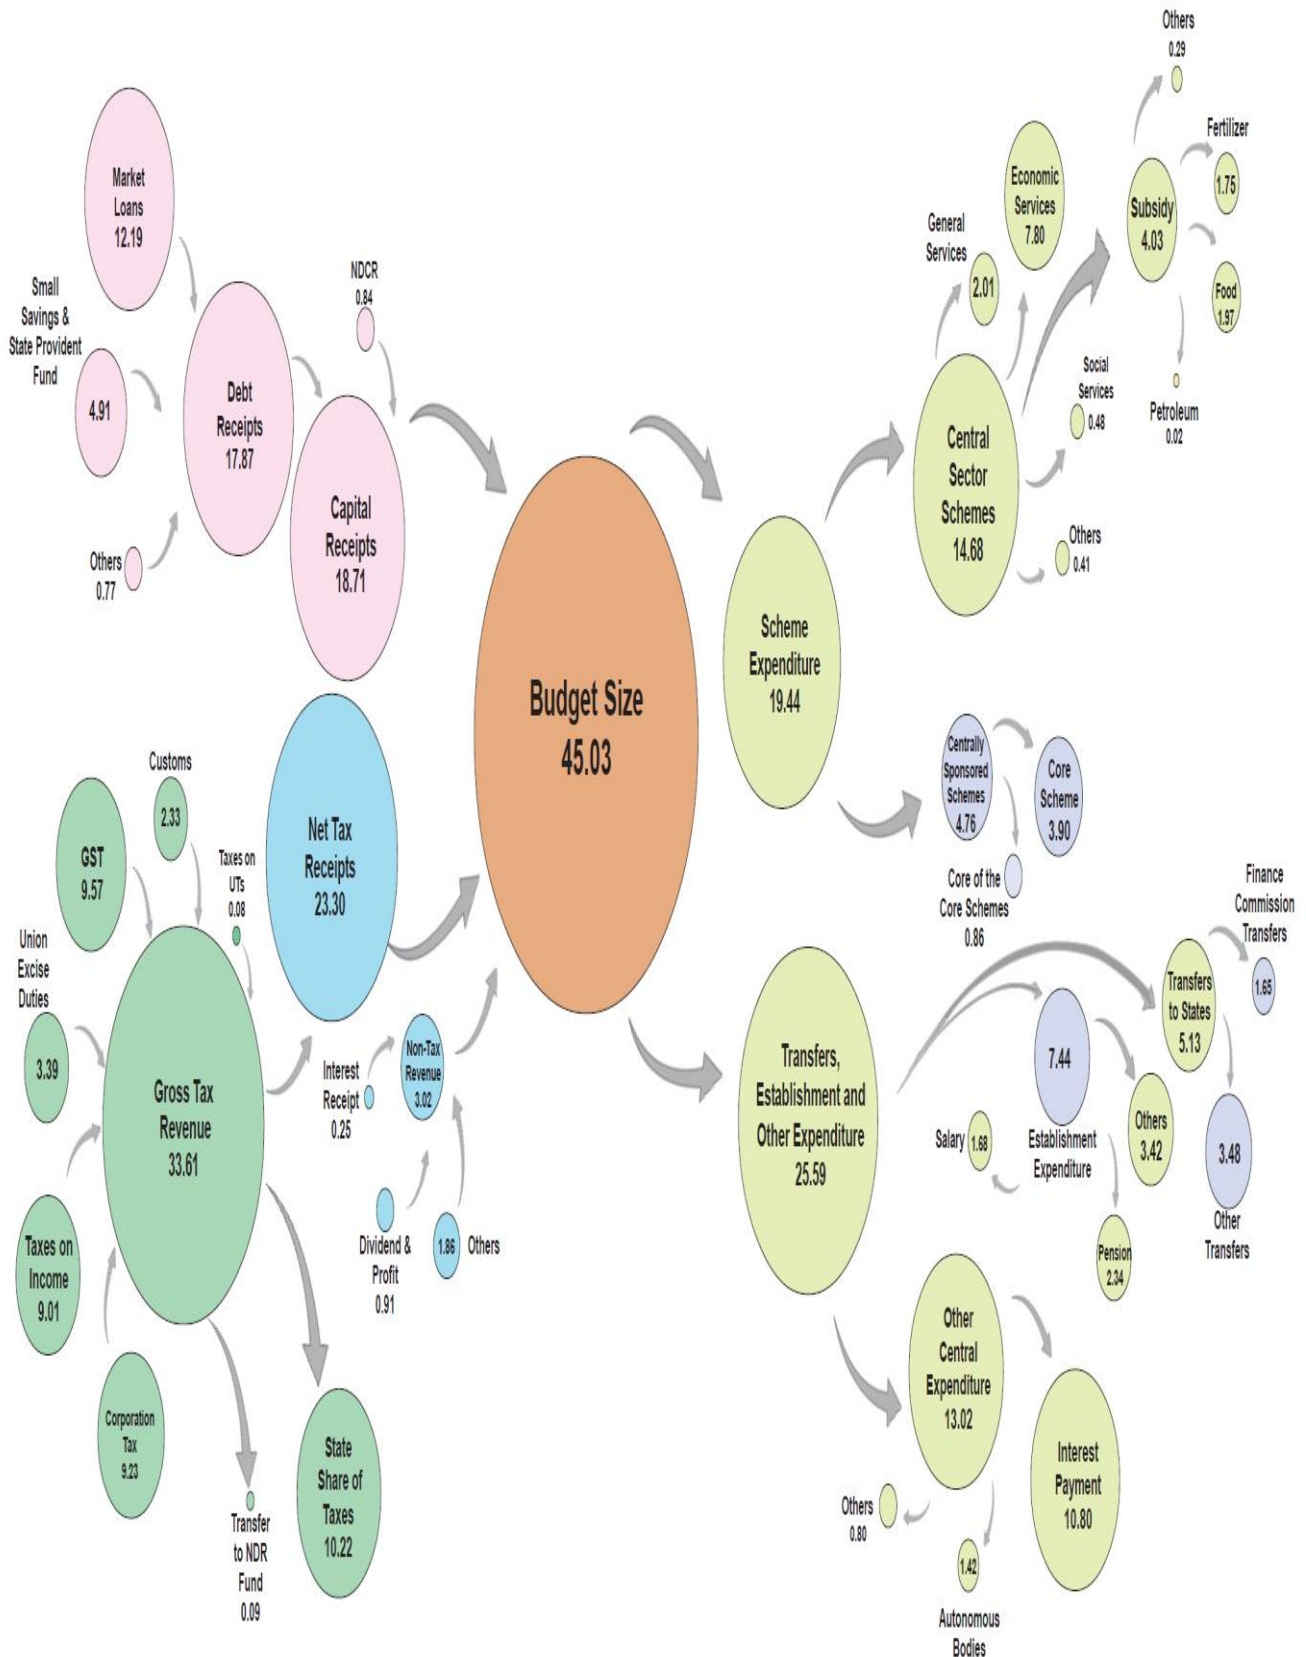 Market
Loans
12.19
Small
Savings &
State Provident
Fund
4.91
Others
0.77
Debt
Receipts
17.87
NDCR
0.84
Capital
Receipts
18.71
Budget Size
45.03
Net Tax
Receipts
23.30
Customs
2.33
GST
9.57
Taxes on
UTs
0.08
Union
Excise
Duties
3.39
Gross Tax
Revenue
33.61
Taxes on
Income
9.01
Corporation
Tax
9.23
Transfer
to NDR
Fund
0.09
State
Share of
Taxes
10.22
Interest
Receipt
0.25
Non-Tax
Revenue
3.02
Dividend &
Profit
0.91
1.86
Others
Scheme
Expenditure
19.44
Central
Sector
Schemes
14.68
General
Services
2.01
Economic
Services
7.80
Subsidy
4.03
Others
0.29
Fertilizer
1.75
Food
1.97
Petroleum
0.02
Social
Services
0.48
Others
0.41
Centrally
Sponsored
Schemes
4.76
Core
Scheme
3.90
Core of the
Core Schemes
0.86
Transfers,
Establishment and
Other Expenditure
25.59
Transfers
to States
5.13
Finance
Commission
Transfers
1.65
3.48
Other
Transfers
7.44
Establishment
Expenditure
Others
3.42
Salary
1.68
Pension
2.34
Other
Central
Expenditure
13.02
Interest
Payment
10.80
Others
0.80
1.42
Autonomous
Bodies